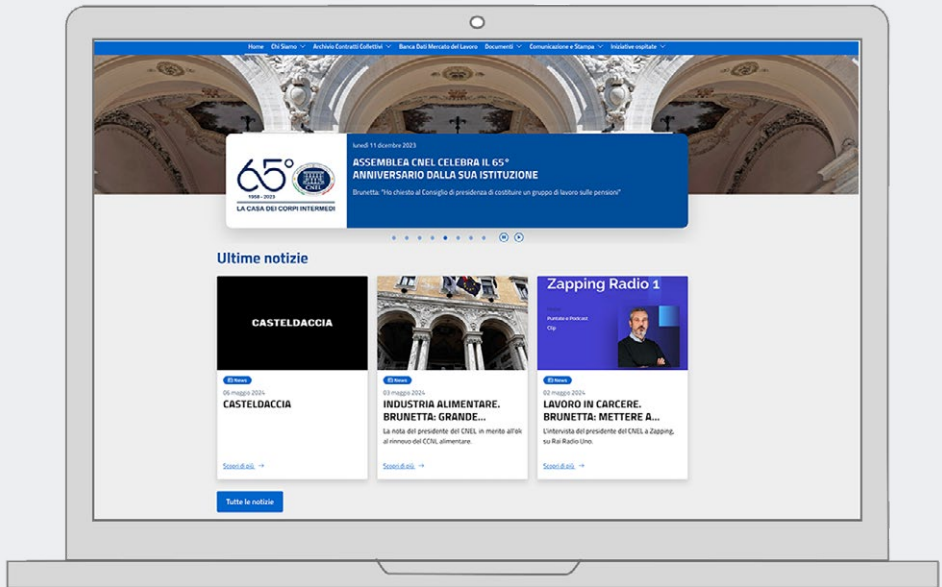 Home Chi Siamo Archivio Contratti Collettivi Banca Dati Mercato del Lavoro Documenti Comunicazione e Stampa Iniziative ospitate
65°
1958 - 2023
CNEL
LA CASA DEI CORPI INTERMEDI
lunedì 11 dicembre 2023
ASSEMBLEA CNEL CELEBRA IL 65°
ANNIVERSARIO DALLA SUA ISTITUZIONE
Brunetta: "Ho chiesto al Consiglio di presidenza di costituire un gruppo di lavoro sulle pensioni"
Ultime notizie
CASTELDACCIA
News
06 maggio 2024
CASTELDACCIA
Scopri di più →
News
03 maggio 2024
INDUSTRIA ALIMENTARE.
BRUNETTA: GRANDE...
La nota del presidente del CNEL in merito all'ok
al rinnovo del CCNL alimentare.
Scopri di più →
Zapping Radio 1
Puntate e Podcast
Clip
News
02 maggio 2024
LAVORO IN CARCERE.
BRUNETTA: METTERE A...
L'intervista del presidente del CNEL a Zapping,
su Rai Radio Uno.
Scopri di più →
Tutte le notizie